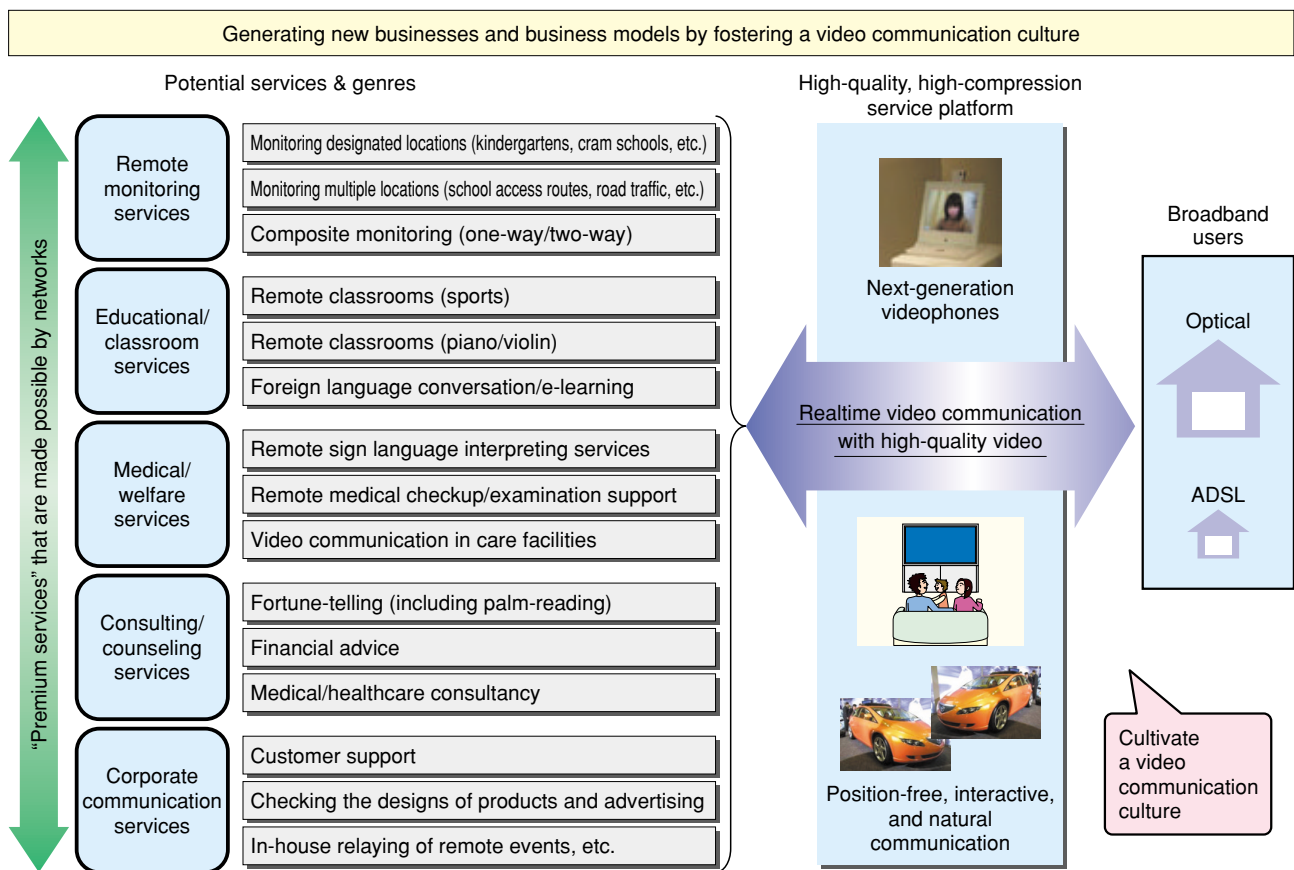 Generating new businesses and business models by fostering a video communication culture
Potential services & genres
"Premium services" that are made possible by networks
Remote
monitoring
services
Monitoring designated locations (kindergartens, cram schools, etc.)
Monitoring multiple locations (school access routes, road traffic, etc.)
Composite monitoring (one-way/two-way)
Educational/
classroom
services
Remote classrooms (sports)
Remote classrooms (piano/violin)
Foreign language conversation/e-learning
Medical/
welfare
services
Remote sign language interpreting services
Remote medical checkup/examination support
Video communication in care facilities
Consulting/
counseling
services
Fortune-telling (including palm-reading)
Financial advice
Medical/healthcare consultancy
Corporate
communication
services
Customer support
Checking the designs of products and advertising
In-house relaying of remote events, etc.
High-quality, high-compression
service platform
Next-generation
videophones
Realtime video communication
with high-quality video
Position-free, interactive,
and natural
communication
Broadband
users
Optical
ADSL
Cultivate
a video
communication
culture